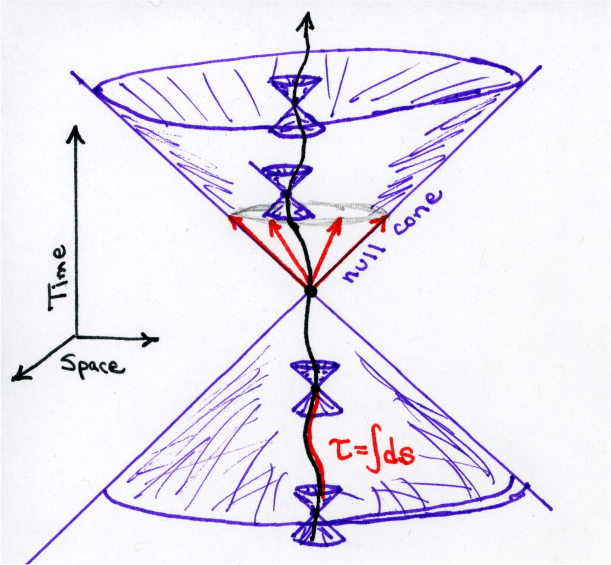 null cone
Time
Space
τ=∫ds